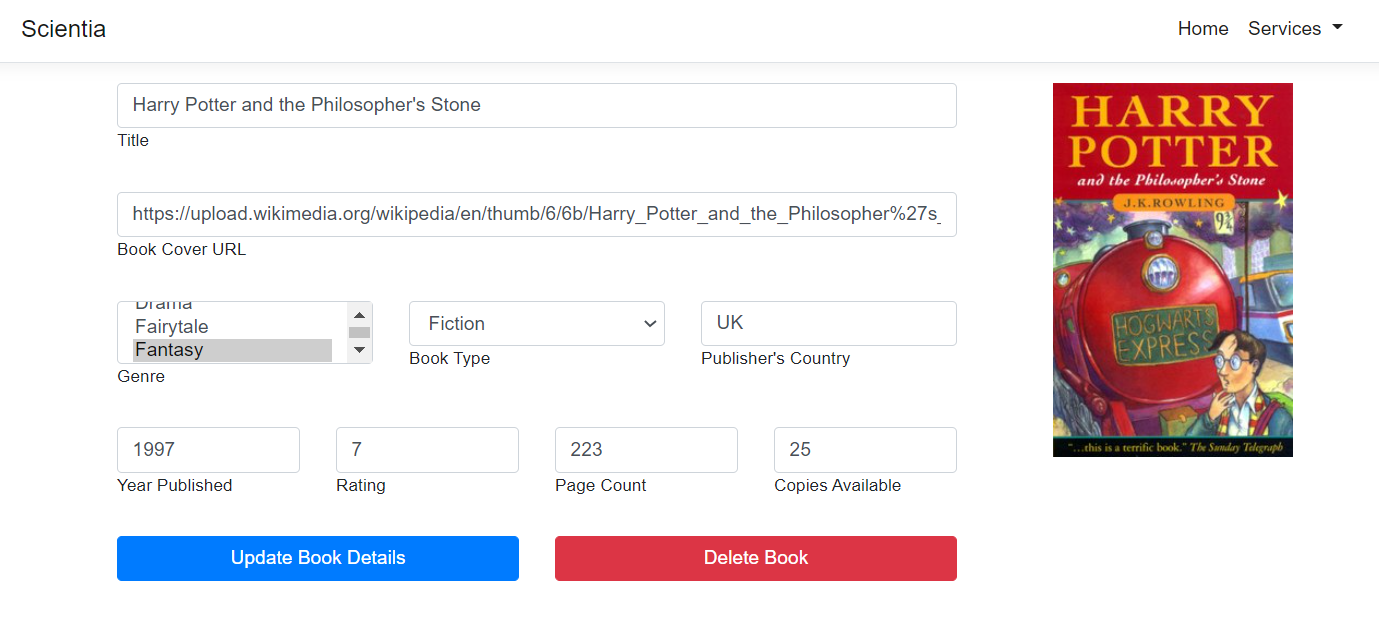 Scientia
Home Services
Harry Potter and the Philosopher's Stone
Title
https://upload.wikimedia.org/wikipedia/en/thumb/6/6b/Harry_Potter_and_the_Philosopher%27s_
Book Cover URL
Drama
Fairytale
Fantasy
Genre
Fiction
Book Type
UK
Publisher's Country
1997
Year Published
7
Rating
223
Page Count
25
Copies Available
Update Book Details
Delete Book
HARRY
POTTER
and the Philosopher's Stone
J.K.ROWLING
9¾
HOGWARTS
EXPRESS
"...this is a terrific book." The Sunday Telegraph